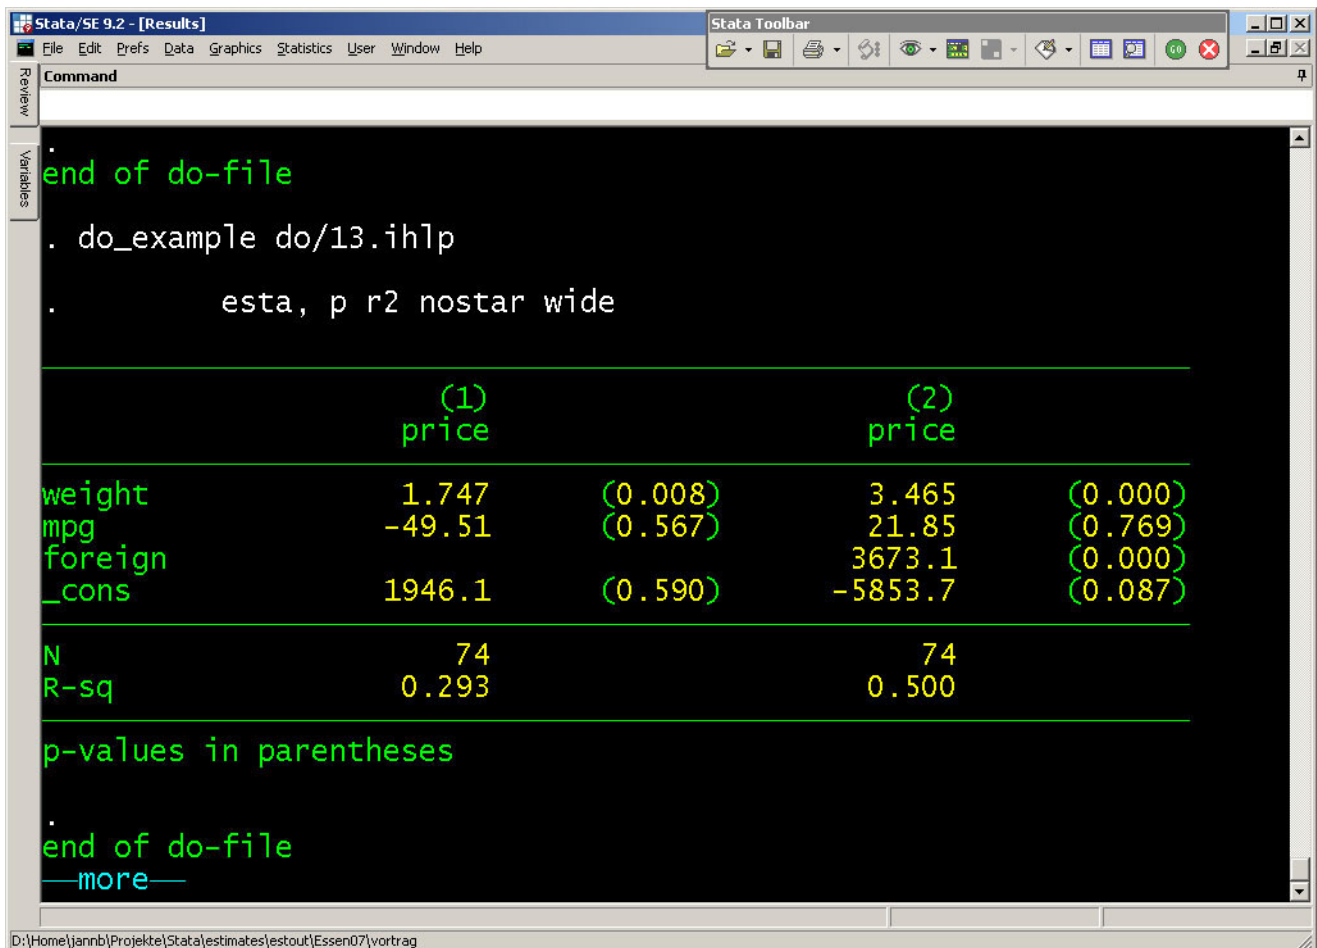 Stata/SE 9.2 - [Results]
Stata Toolbar
File Edit Prefs Data Graphics Statistics User Window Help
GO
Review
Variables
Command
.
end of do-file
. do_example do/13.ihlp
. esta, p r2 nostar wide
(1) (2)
price price
weight 1.747 (0.008) 3.465 (0.000)
mpg -49.51 (0.567) 21.85 (0.769)
foreign 3673.1 (0.000)
_cons 1946.1 (0.590) -5853.7 (0.087)
N 74 74
R-sq 0.293 0.500
p-values in parentheses
.
end of do-file
—more—
D:\Home\jannb\Projekte\Stata\estimates\estout\Essen07\vortrag